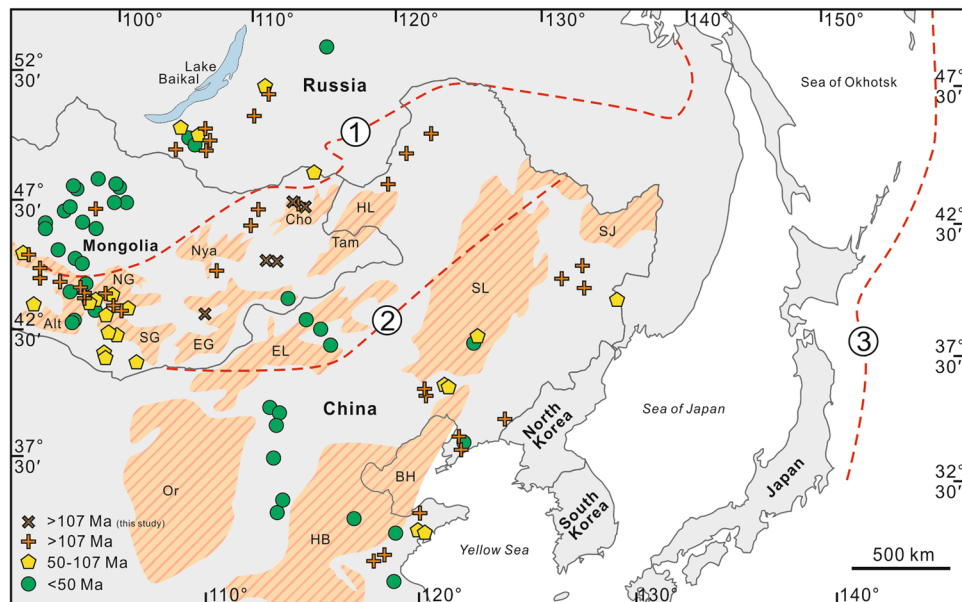 100° 110° 120° 130° 140° 150°
52°
30′
Lake
Baikal
Russia
Sea of Okhotsk
47°
30′
1
47°
30′
Cho
HL
Mongolia
Nya
Tam
SJ
42°
30′
NG
SL
42°
30′
Alt
SG
EG
EL
2
3
37°
30′
China
North
Korea
Sea of Japan
37°
30′
Or
BH
Japan
32°
30′
>107 Ma (this study)
>107 Ma
50-107 Ma
<50 Ma
HB
Yellow Sea
South
Korea
500 km
110° 120° 130° 140°